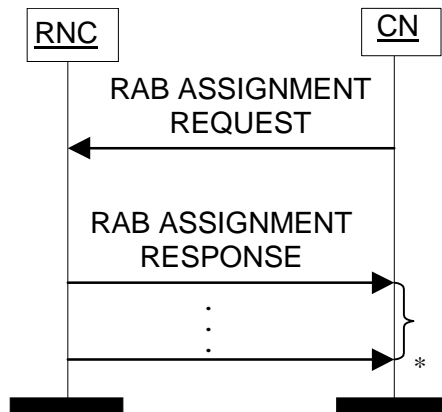 RNC
CN
RAB ASSIGNMENT
REQUEST
RAB ASSIGNMENT
RESPONSE
*